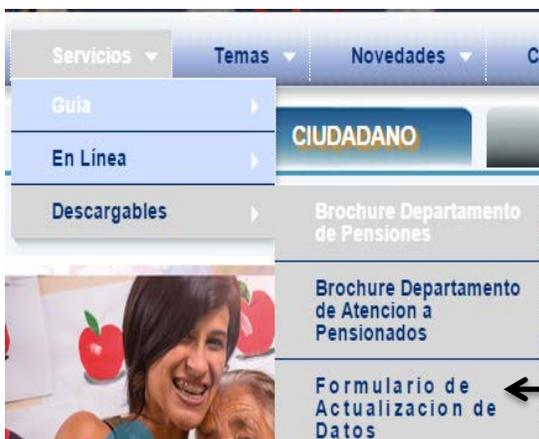 Servicios Temas Novedades C
Guia
CIUDADANO
En Línea
Descargables
Brochure Departamento
de Pensiones
Brochure Departamento
de Atencion a
Pensionados
Formulario de
Actualizacion de
Datos